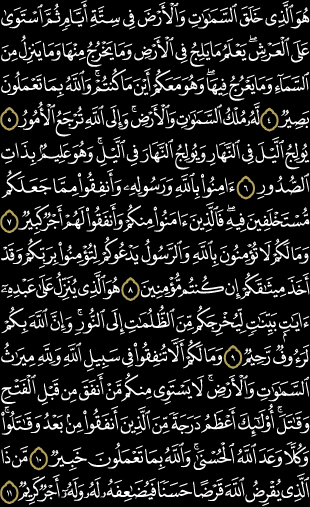 هُوَ ٱلَّذِى خَلَقَ ٱلسَّمَـٰوَٰتِ وَٱلْأَرْضَ فِى سِتَّةِ أَيَّامٍ ثُمَّ ٱسْتَوَىٰ
عَلَى ٱلْعَرْشِ ۚ يَعْلَمُ مَا يَلِجُ فِى ٱلْأَرْضِ وَمَا يَخْرُجُ مِنْهَا وَمَا يَنزِلُ مِنَ
ٱلسَّمَآءِ وَمَا يَعْرُجُ فِيهَا ۖ وَهُوَ مَعَكُمْ أَيْنَ مَا كُنتُمْ ۚ وَٱللَّهُ بِمَا تَعْمَلُونَ
بَصِيرٌ ٤ لَّهُۥ مُلْكُ ٱلسَّمَـٰوَٰتِ وَٱلْأَرْضِ ۚ وَإِلَى ٱللَّهِ تُرْجَعُ ٱلْأُمُورُ ٥
يُولِجُ ٱلَّيْلَ فِى ٱلنَّهَارِ وَيُولِجُ ٱلنَّهَارَ فِى ٱلَّيْلِ ۚ وَهُوَ عَلِيمٌۢ بِذَاتِ
ٱلصُّدُورِ ٦ ءَامِنُوا۟ بِٱللَّهِ وَرَسُولِهِۦ وَأَنفِقُوا۟ مِمَّا جَعَلَكُم
مُّسْتَخْلَفِينَ فِيهِ ۖ فَٱلَّذِينَ ءَامَنُوا۟ مِنكُمْ وَأَنفَقُوا۟ لَهُمْ أَجْرٌ كَبِيرٌ ٧
وَمَا لَكُمْ لَا تُؤْمِنُونَ بِٱللَّهِ ۙ وَٱلرَّسُولُ يَدْعُوكُمْ لِتُؤْمِنُوا۟ بِرَبِّكُمْ وَقَدْ
أَخَذَ مِيثَـٰقَكُمْ إِن كُنتُم مُّؤْمِنِينَ ٨ هُوَ ٱلَّذِى يُنَزِّلُ عَلَىٰ عَبْدِهِۦٓ
ءَايَـٰتٍۭ بَيِّنَـٰتٍ لِّيُخْرِجَكُم مِّنَ ٱلظُّلُمَـٰتِ إِلَى ٱلنُّورِ ۚ وَإِنَّ ٱللَّهَ بِكُمْ
لَرَءُوفٌ رَّحِيمٌ ٩ وَمَا لَكُمْ أَلَّا تُنفِقُوا۟ فِى سَبِيلِ ٱللَّهِ وَلِلَّهِ مِيرَٰثُ
ٱلسَّمَـٰوَٰتِ وَٱلْأَرْضِ ۚ لَا يَسْتَوِى مِنكُم مَّنْ أَنفَقَ مِن قَبْلِ ٱلْفَتْحِ
وَقَـٰتَلَ ۚ أُو۟لَـٰٓئِكَ أَعْظَمُ دَرَجَةً مِّنَ ٱلَّذِينَ أَنفَقُوا۟ مِنۢ بَعْدُ وَقَـٰتَلُوا۟ ۚ
وَكُلًّا وَعَدَ ٱللَّهُ ٱلْحُسْنَىٰ ۚ وَٱللَّهُ بِمَا تَعْمَلُونَ خَبِيرٌ ١٠ مَّن ذَا
ٱلَّذِى يُقْرِضُ ٱللَّهَ قَرْضًا حَسَنًا فَيُضَـٰعِفَهُۥ لَهُۥ وَلَهُۥٓ أَجْرٌ كَرِيمٌ ١١